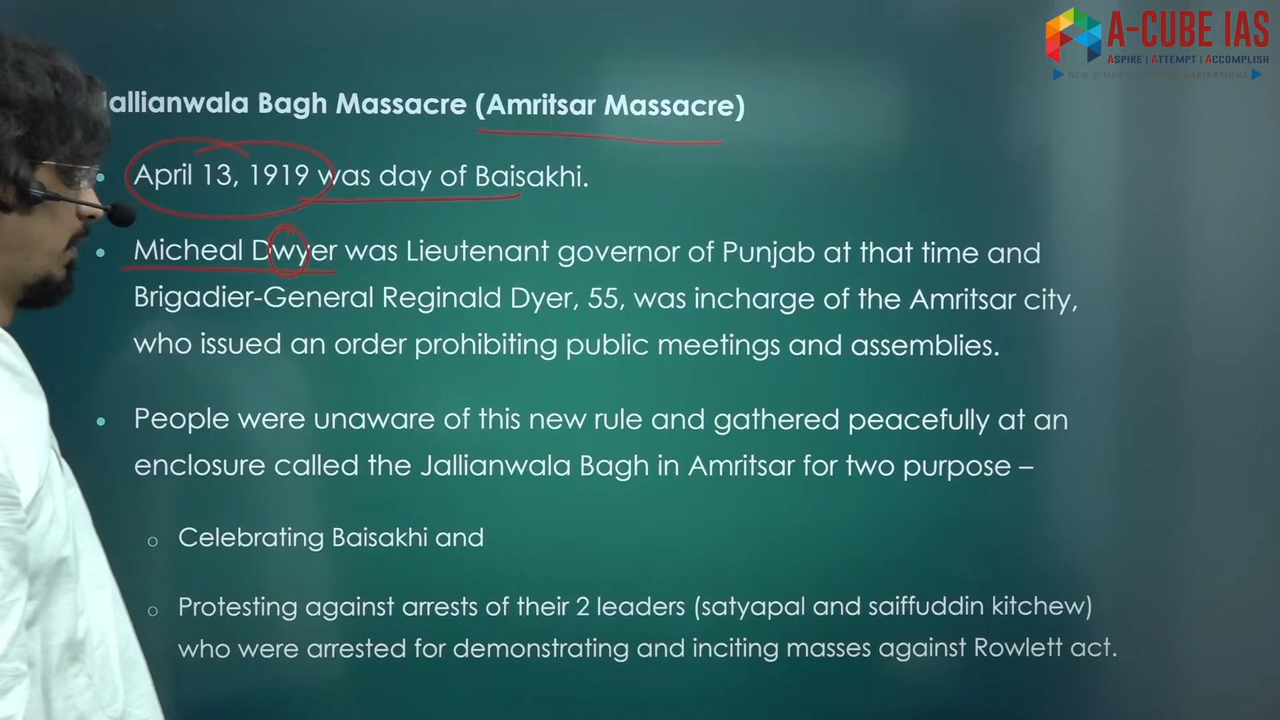 A-CUBE IAS
ASPIRE | ATTEMPT | ACCOMPLISH
Jallianwala Bagh Massacre (Amritsar Massacre)
• April 13, 1919 was day of Baisakhi.
• Micheal Dwyer was Lieutenant governor of Punjab at that time and
Brigadier-General Reginald Dyer, 55, was incharge of the Amritsar city,
who issued an order prohibiting public meetings and assemblies.
• People were unaware of this new rule and gathered peacefully at an
enclosure called the Jallianwala Bagh in Amritsar for two purpose –
o Celebrating Baisakhi and
o Protesting against arrests of their 2 leaders (satyapal and saiffuddin kitchew)
who were arrested for demonstrating and inciting masses against Rowlett act.